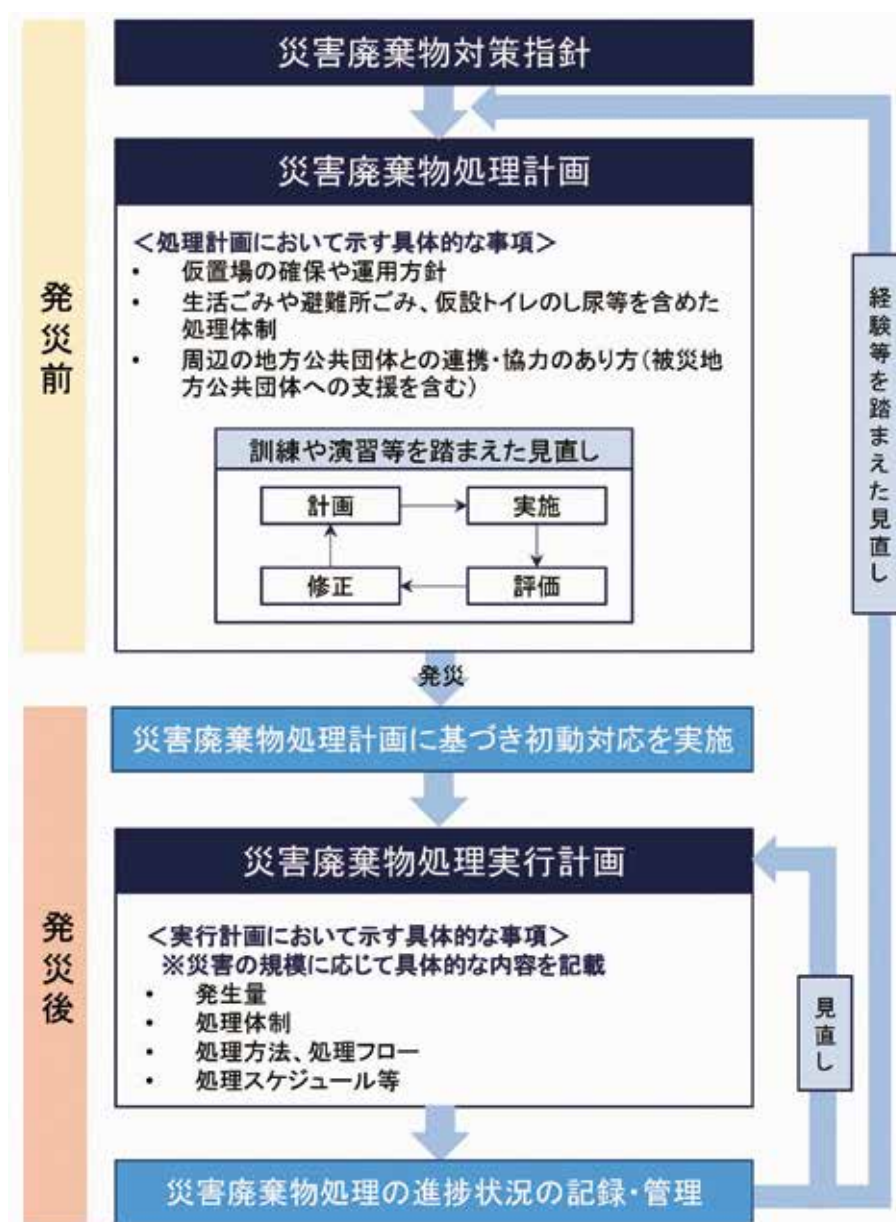 災害廃棄物対策指針
発災前
災害廃棄物処理計画
＜処理計画において示す具体的な事項＞
• 仮置場の確保や運用方針
• 生活ごみや避難所ごみ、仮設トイレのし尿等を含めた
処理体制
• 周辺の地方公共団体との連携・協力のあり方（被災地
方公共団体への支援を含む）
訓練や演習等を踏まえた見直し
計画
実施
修正
評価
経験等を踏まえた見直し
発災
発災後
災害廃棄物処理計画に基づき初動対応を実施
災害廃棄物処理実行計画
＜実行計画において示す具体的な事項＞
※災害の規模に応じて具体的な内容を記載
• 発生量
• 処理体制
• 処理方法、処理フロー
• 処理スケジュール等
見直し
災害廃棄物処理の進捗状況の記録・管理